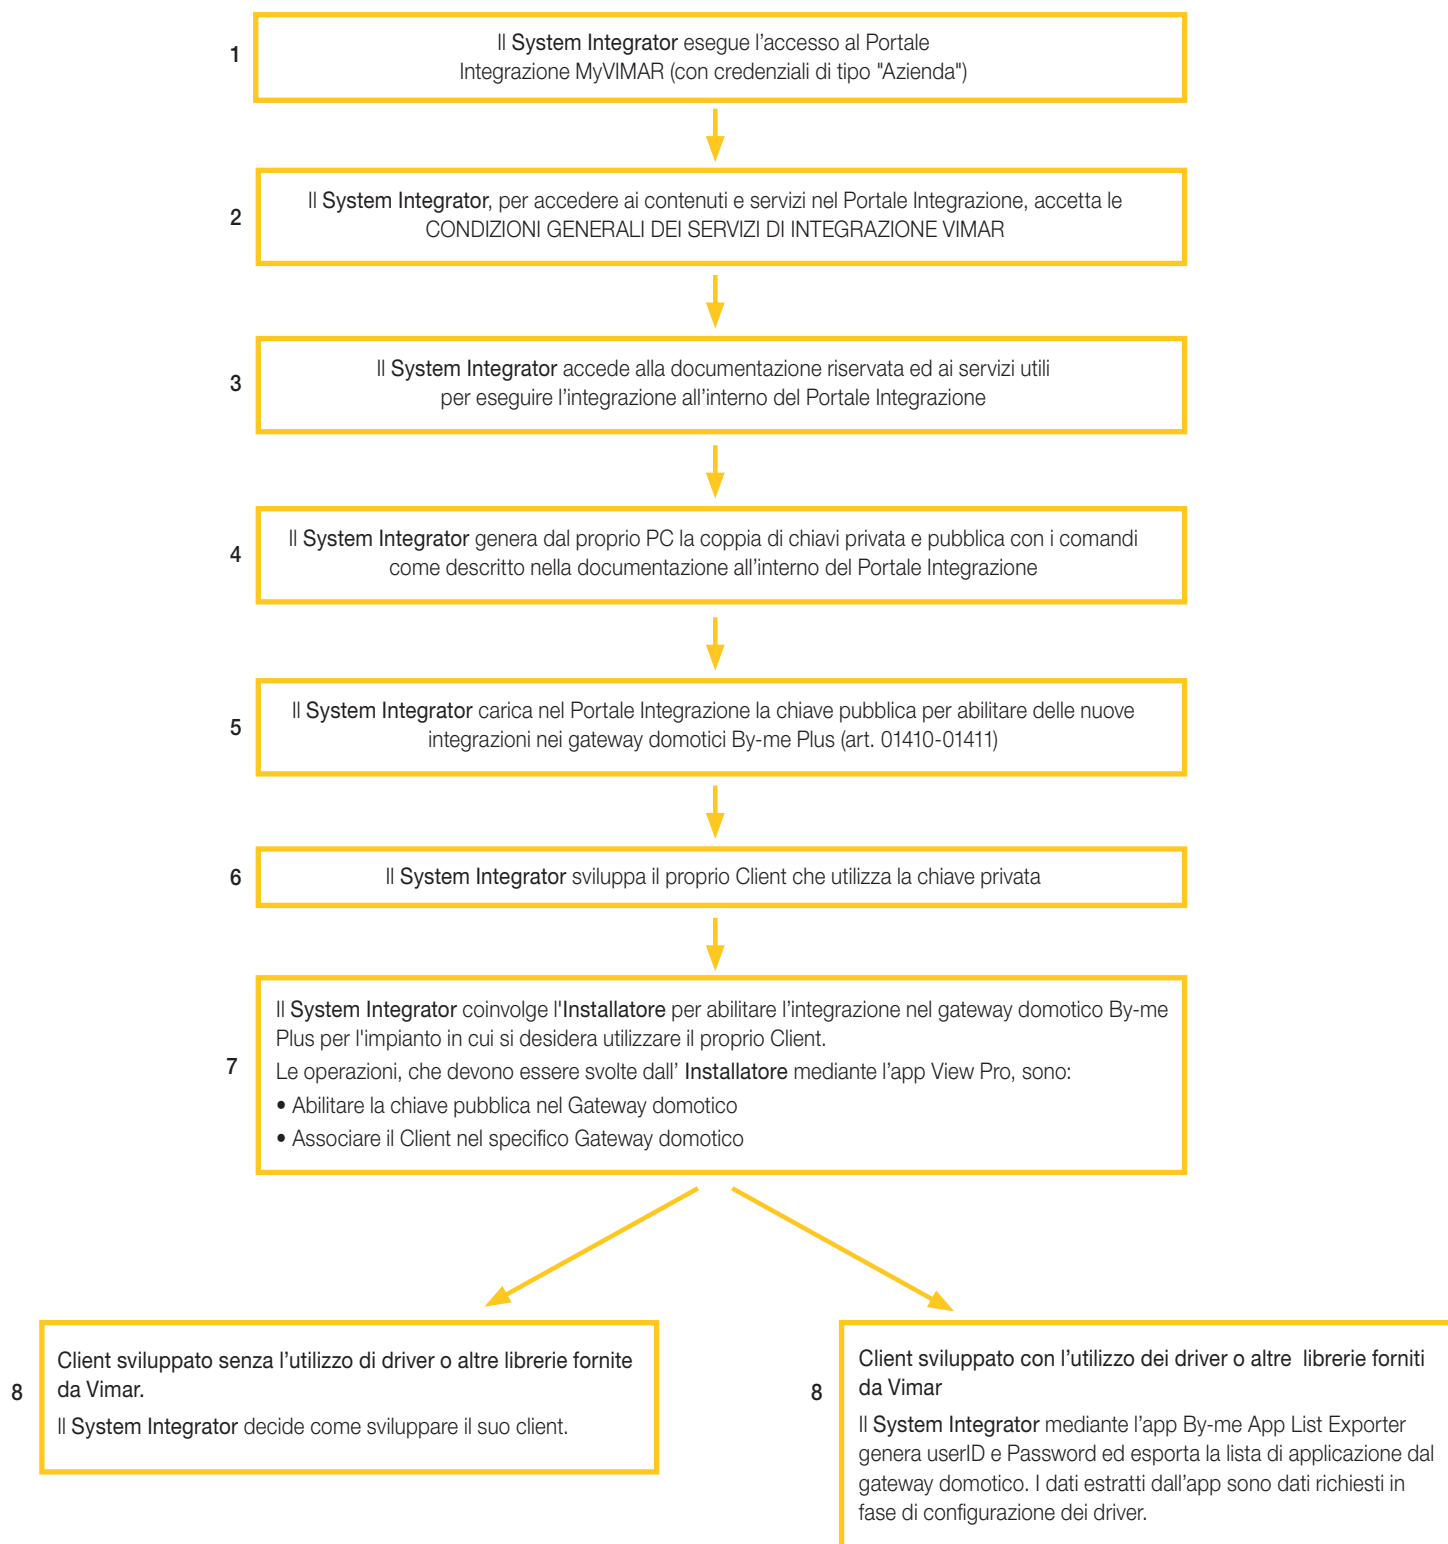 1
Il System Integrator esegue l’accesso al Portale
Integrazione MyVIMAR (con credenziali di tipo "Azienda")
2
Il System Integrator, per accedere ai contenuti e servizi nel Portale Integrazione, accetta le
CONDIZIONI GENERALI DEI SERVIZI DI INTEGRAZIONE VIMAR
3
Il System Integrator accede alla documentazione riservata ed ai servizi utili
per eseguire l’integrazione all’interno del Portale Integrazione
4
Il System Integrator genera dal proprio PC la coppia di chiavi privata e pubblica con i comandi
come descritto nella documentazione all’interno del Portale Integrazione
5
Il System Integrator carica nel Portale Integrazione la chiave pubblica per abilitare delle nuove
integrazioni nei gateway domotici By-me Plus (art. 01410-01411)
6
Il System Integrator sviluppa il proprio Client che utilizza la chiave privata
7
Il System Integrator coinvolge l'Installatore per abilitare l’integrazione nel gateway domotico By-me
Plus per l'impianto in cui si desidera utilizzare il proprio Client.
Le operazioni, che devono essere svolte dall’ Installatore mediante l’app View Pro, sono:
• Abilitare la chiave pubblica nel Gateway domotico
• Associare il Client nel specifico Gateway domotico
8
Client sviluppato senza l’utilizzo di driver o altre librerie fornite
da Vimar.
Il System Integrator decide come sviluppare il suo client.
8
Client sviluppato con l’utilizzo dei driver o altre librerie forniti
da Vimar
Il System Integrator mediante l’app By-me App List Exporter
genera userID e Password ed esporta la lista di applicazione dal
gateway domotico. I dati estratti dall’app sono dati richiesti in
fase di configurazione dei driver.